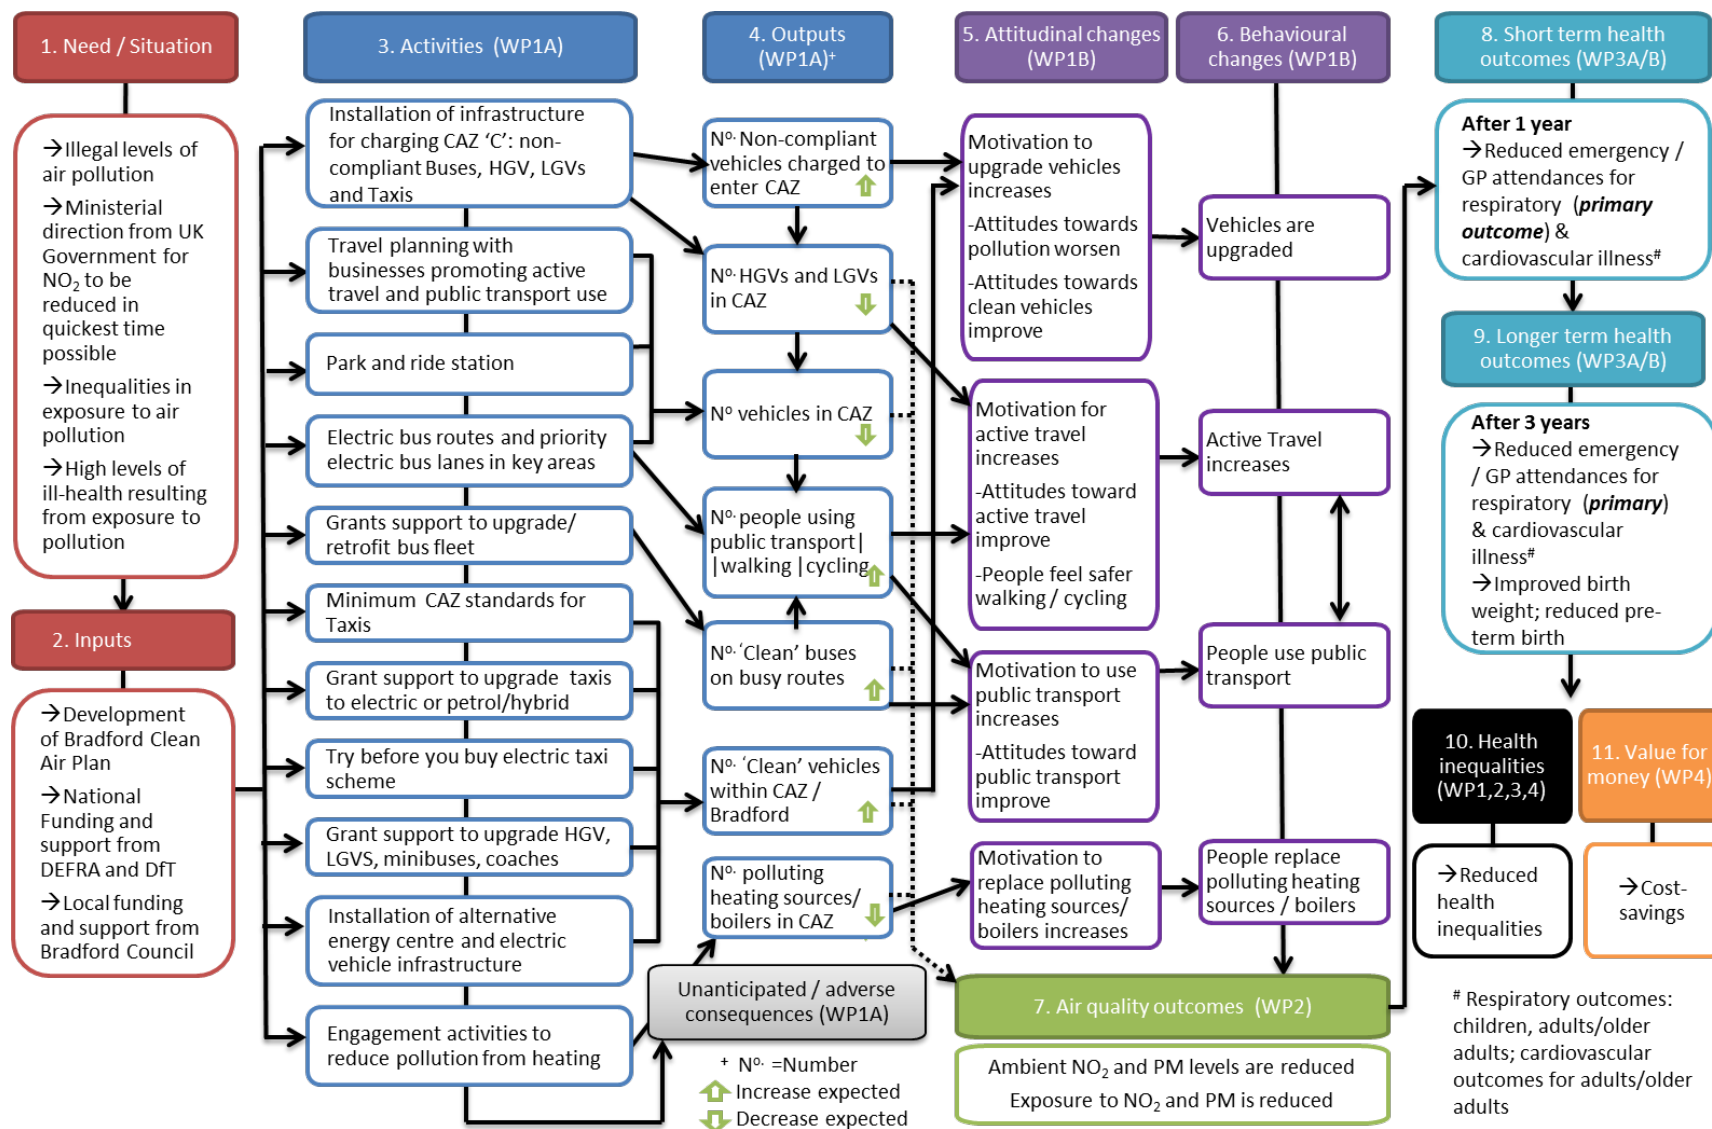 1. Need / Situation
→Illegal levels of
air pollution
→Ministerial
direction from UK
Government for
NO₂ to be
reduced in
quickest time
possible
→Inequalities in
exposure to air
pollution
→High levels of
ill-health resulting
from exposure to
pollution
2. Inputs
→Development
of Bradford Clean
Air Plan
→National
Funding and
support from
DEFRA and DfT
→Local funding
and support from
Bradford Council
3. Activities (WP1A)
Installation of infrastructure
for charging CAZ ‘C’: non-
compliant Buses, HGV, LGVs
and Taxis
Travel planning with
businesses promoting active
travel and public transport use
Park and ride station
Electric bus routes and priority
electric bus lanes in key areas
Grants support to upgrade/
retrofit bus fleet
Minimum CAZ standards for
Taxis
Grant support to upgrade taxis
to electric or petrol/hybrid
Try before you buy electric taxi
scheme
Grant support to upgrade HGV,
LGVS, minibuses, coaches
Installation of alternative
energy centre and electric
vehicle infrastructure
Engagement activities to
reduce pollution from heating
4. Outputs
(WP1A)⁺
Nº· Non-compliant
vehicles charged to
enter CAZ
Nº· HGVs and LGVs
in CAZ
Nº vehicles in CAZ
Nº· people using
public transport|
|walking |cycling
Nº· ‘Clean’ buses
on busy routes
Nº· ‘Clean’ vehicles
within CAZ /
Bradford
Nº· polluting
heating sources/
boilers in CAZ
Unanticipated / adverse
consequences (WP1A)
⁺ Nº· =Number
Increase expected
Decrease expected
5. Attitudinal changes
(WP1B)
Motivation to
upgrade vehicles
increases
-Attitudes towards
pollution worsen
-Attitudes towards
clean vehicles
improve
Motivation for
active travel
increases
-Attitudes toward
active travel
improve
-People feel safer
walking / cycling
Motivation to use
public transport
increases
-Attitudes toward
public transport
improve
Motivation to
replace polluting
heating sources/
boilers increases
6. Behavioural
changes (WP1B)
Vehicles are
upgraded
Active Travel
increases
People use public
transport
People replace
polluting heating
sources / boilers
7. Air quality outcomes (WP2)
Ambient NO₂ and PM levels are reduced
Exposure to NO₂ and PM is reduced
8. Short term health
outcomes (WP3A/B)
After 1 year
→Reduced emergency /
GP attendances for
respiratory (primary
outcome) &
cardiovascular illness#
9. Longer term health
outcomes (WP3A/B)
After 3 years
→Reduced emergency
/ GP attendances for
respiratory (primary)
& cardiovascular
illness#
→Improved birth
weight; reduced pre-
term birth
10. Health
inequalities
(WP1,2,3,4)
→Reduced
health
inequalities
11. Value for
money (WP4)
→Cost-
savings
# Respiratory outcomes:
children, adults/older
adults; cardiovascular
outcomes for adults/older
adults